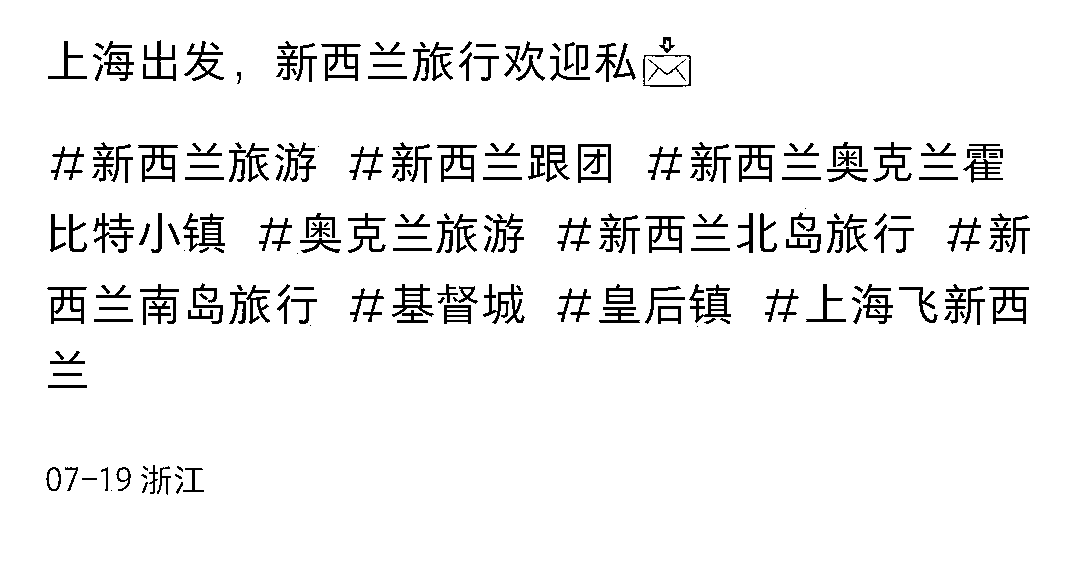 上海出发，新西兰旅行欢迎私📩
#新西兰旅游 #新西兰跟团 #新西兰奥克兰霍
比特小镇 #奥克兰旅游 #新西兰北岛旅行 #新
西兰南岛旅行 #基督城 #皇后镇 #上海飞新西
兰
07-19 浙江